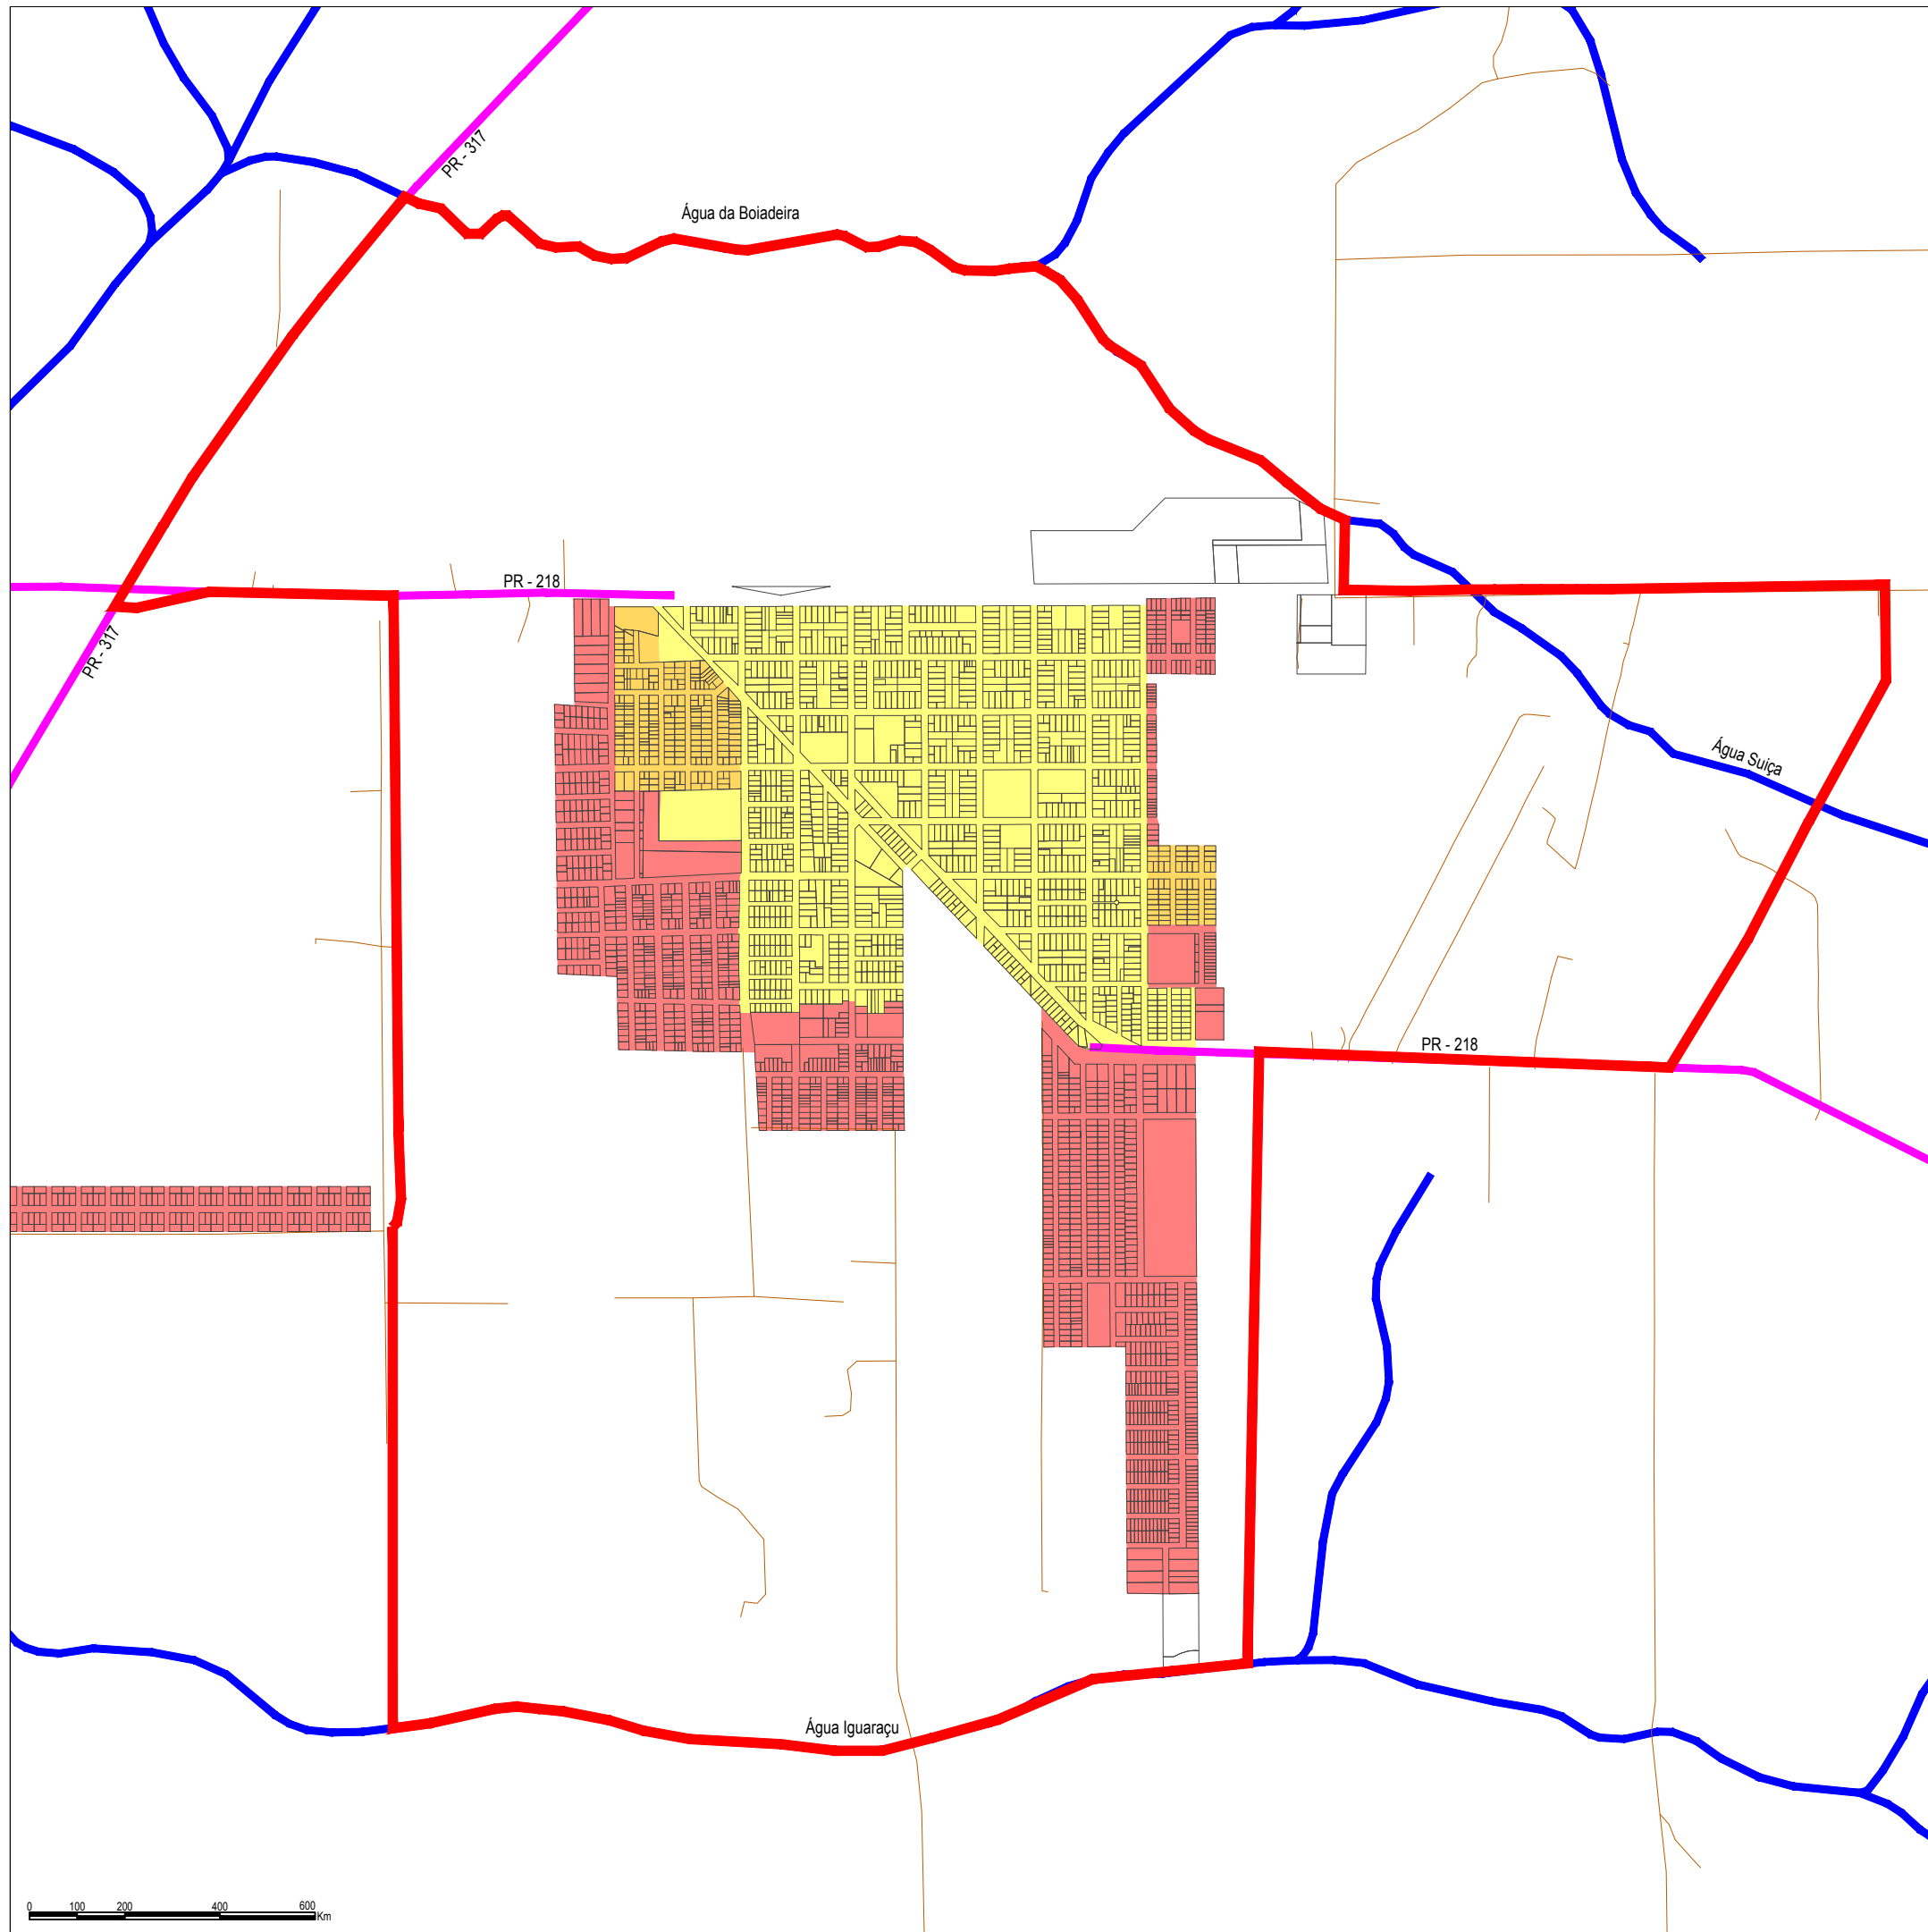 PR - 317
Água da Boiadeira
PR - 218
PR - 317
Água Suiça
PR - 218
Água Iguaraçu
0 100 200 400 600
Km